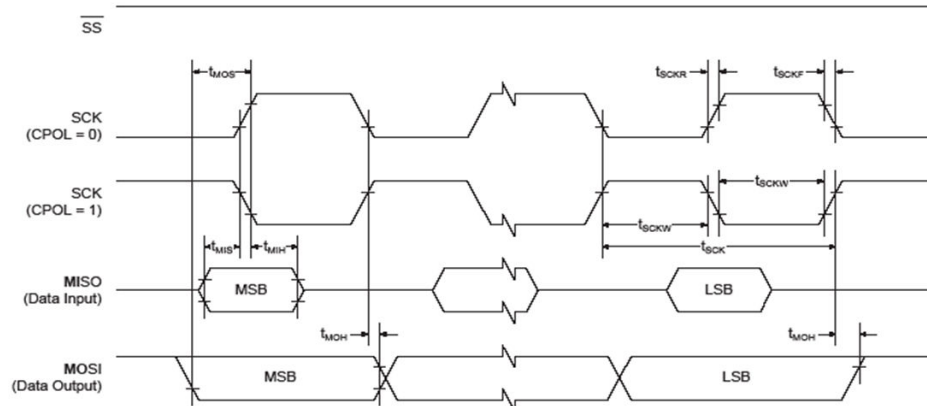 SS
tMOS
tSCKR
tSCKF
SCK
(CPOL = 0)
SCK
(CPOL = 1)
tSCKW
tSCKW
tMIS
tMIH
tSCK
MISO
(Data Input)
MSB
LSB
tMOH
tMOH
MOSI
(Data Output)
MSB
LSB